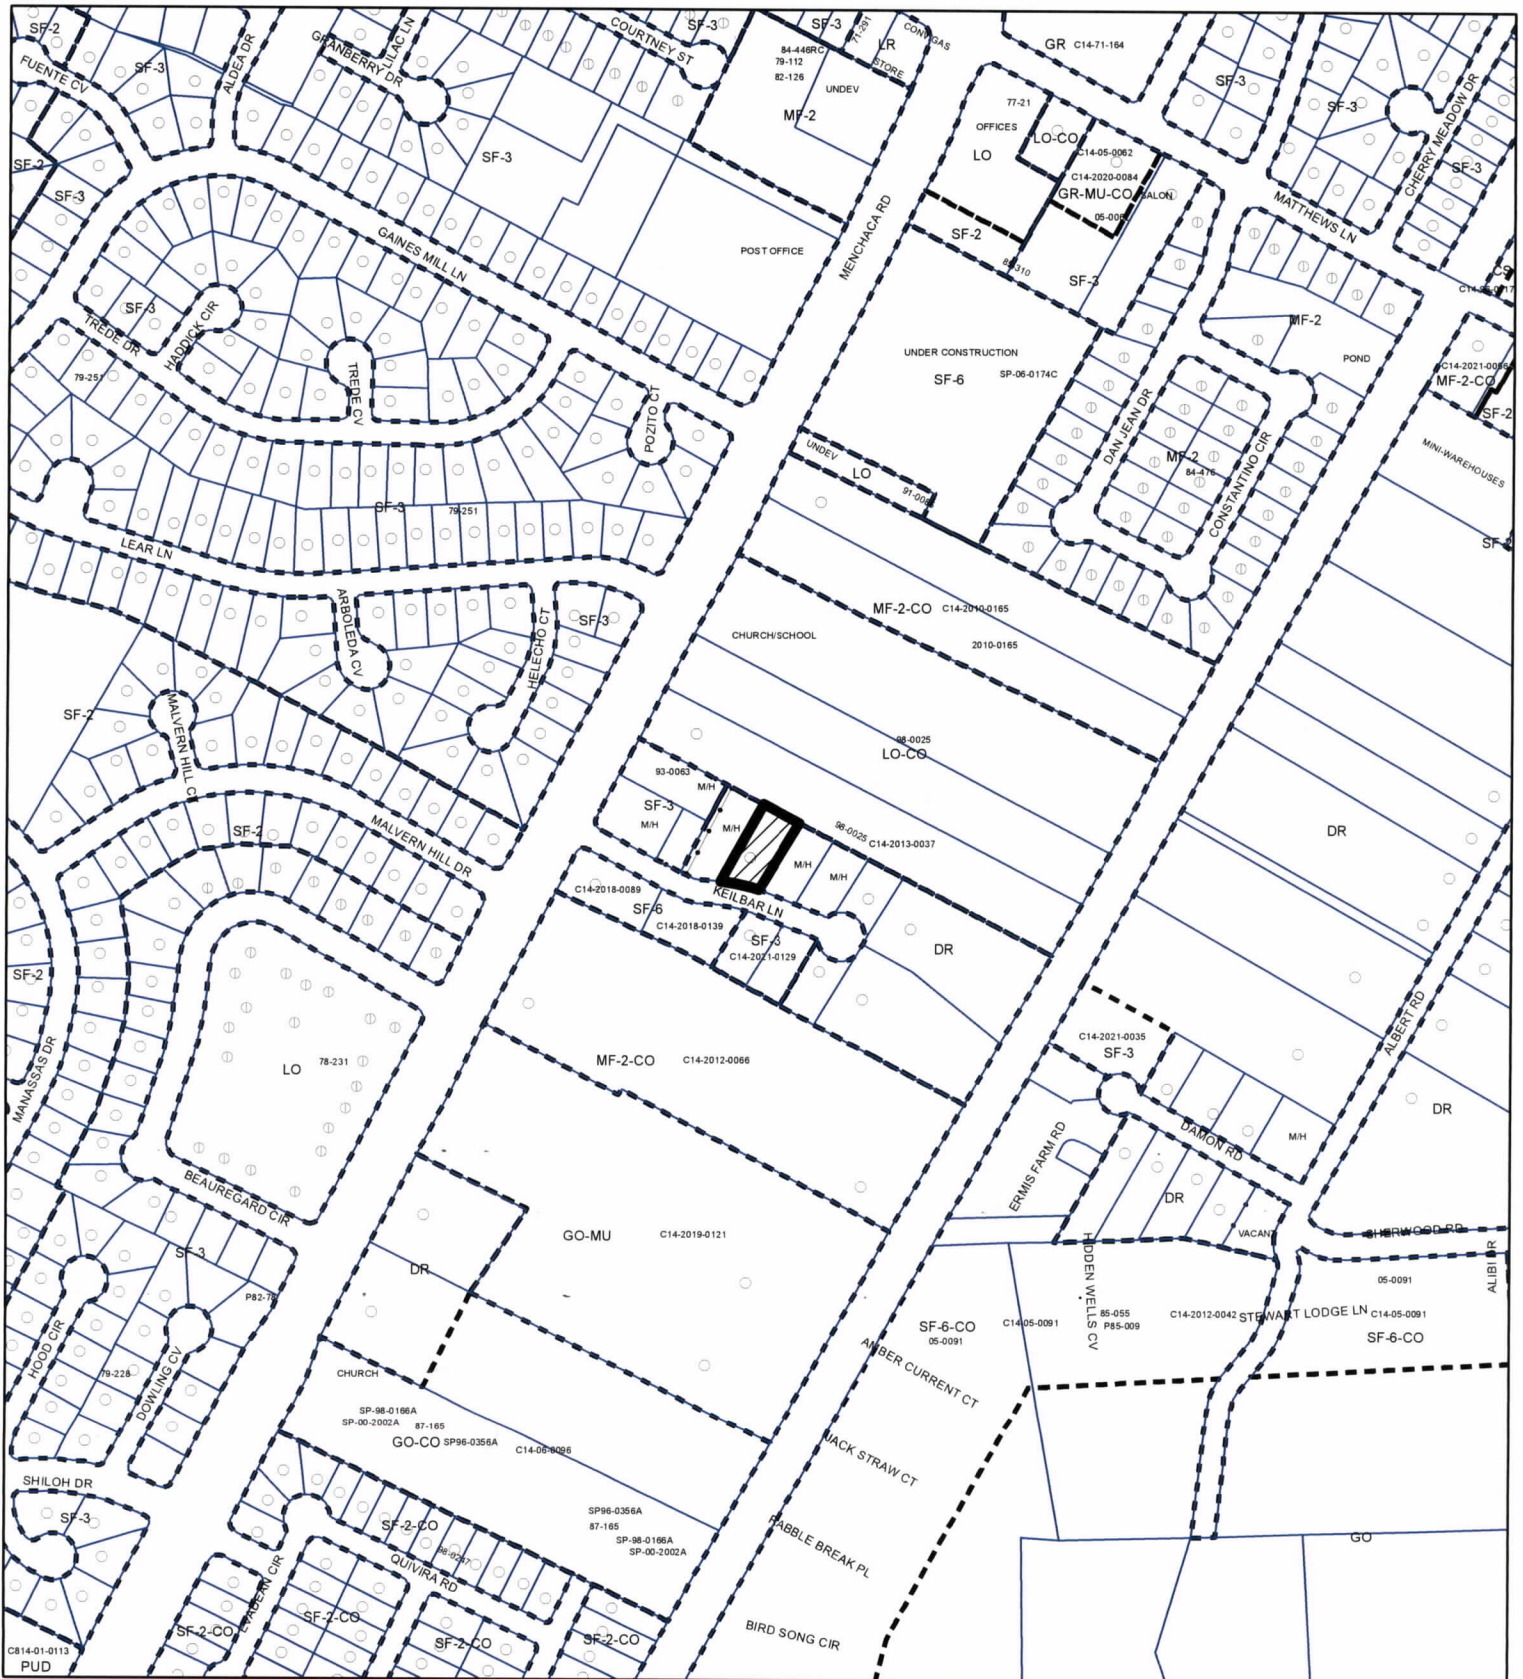 SF-2
SF-3
FUENTE CV
ALDEA DR
GRANBERRY DR
LILAC LN
COURTNEY ST
SF-3
SF-3
71-291
LR
CONV GAS
STORE
84-446RC
79-112
82-126
UNDEV
MF-2
GR C14-71-164
SF-3
SF-3
CHERRY MEADOW DR
SF-3
SF-2
SF-3
SF-3
77-21
OFFICES
LO
LO-CO
C14-05-0062
C14-2020-0084
GR-MU-CO
SALON
MATTHEWS LN
GAINES MILL LN
POST OFFICE
MENCHACA RD
SF-2
SF-3
SF-3
HADDICK CIR
TREDE DR
79-251
TREDE CV
POZITO CT
UNDER CONSTRUCTION
SF-6
SP-06-0174C
MF-2
POND
CS
MF-2-CO
SF-2
MINI-WAREHOUSES
DAN JEAN DR
MF-2
84-476
CONSTANTINO CIR
UNDEV
LO
SF-3
79-251
LEAR LN
ARBOLEDA CV
HELECHO CT
SF-3
MF-2-CO C14-2010-0165
2010-0165
CHURCH/SCHOOL
SF-2
MALVERN HILL C
98-0025
LO-CO
93-0063
M/H
SF-3
M/H
M/H
98-0025
C14-2013-0037
M/H
M/H
DR
SF-2
MALVERN HILL DR
KEILBAR LN
C14-2018-0089
SF-6
C14-2018-0139
SF-3
C14-2021-0129
DR
SF-2
MANASSAS DR
LO
78-231
MF-2-CO
C14-2012-0066
C14-2021-0035
SF-3
ALBERT RD
DR
ERMIS FARM RD
DAMON RD
M/H
DR
VACANT
BEAUREGARD CIR
SF-3
GO-MU
C14-2019-0121
DR
SHERWOOD RD
ALIBI DR
HIDDEN WELLS CV
05-0091
HOOD CIR
DOWLING CV
79-228
SF-6-CO
05-0091
C14-05-0091
85-055
P85-009
C14-2012-0042
STEWART LODGE LN
C14-05-0091
SF-6-CO
CHURCH
AMBER CURRENT CT
SP-98-0166A
SP-00-2002A
87-165
GO-CO
SP96-0356A
C14-06-0096
JACK STRAW CT
SHILOH DR
SF-3
SP96-0356A
87-165
SP-98-0166A
SP-00-2002A
RABBLE BREAK PL
SF-2-CO
98-0247
QUIVIRA RD
GO
EVADEAN CIR
SF-2-CO
SF-2-CO
SF-2-CO
SF-2-CO
BIRD SONG CIR
C814-01-0113
PUD